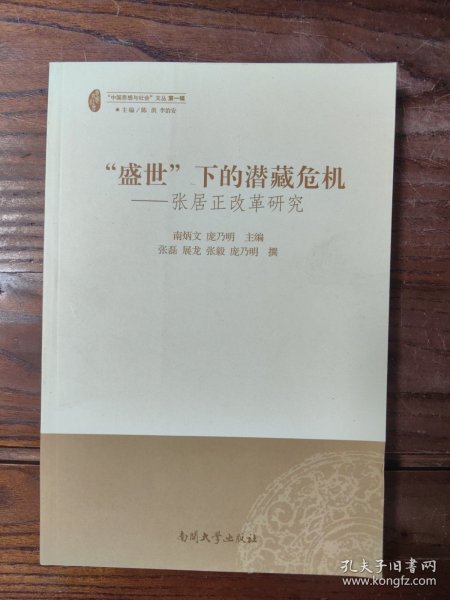 “中国思想与社会”文丛 第一辑
★ 主编／陈 洪 李治安
“盛世”下的潜藏危机
——张居正改革研究
南炳文 庞乃明 主编
张磊 展龙 张毅 庞乃明 撰
南開大學出版社
孔夫子旧书网
www.kongfz.com